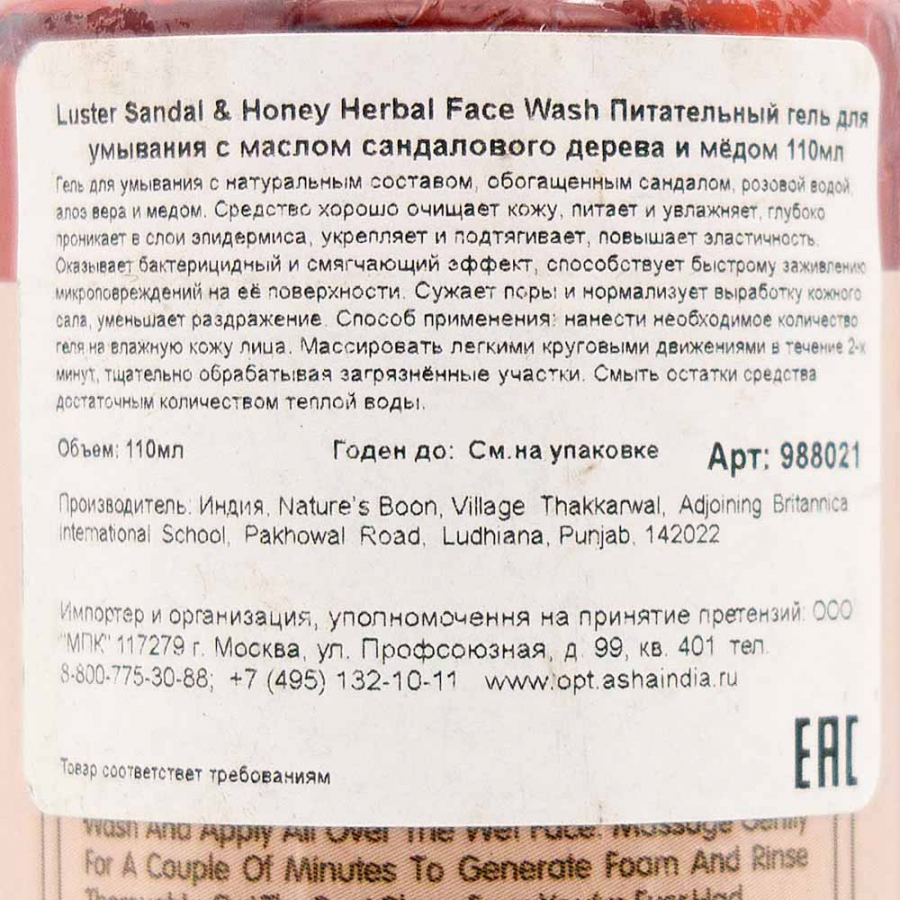 Luster Sandal & Honey Herbal Face Wash Питательный гель для
умывания с маслом сандалового дерева и мёдом 110мл
Гель для умывания с натуральным составом, обогащенным сандалом, розовой водой,
алоэ вера и медом. Средство хорошо очищает кожу, питает и увлажняет, глубоко
проникает в слои эпидермиса, укрепляет и подтягивает, повышает эластичность.
Оказывает бактерицидный и смягчающий эффект, способствует быстрому заживлению
микроповреждений на её поверхности. Сужает поры и нормализует выработку кожного
сала, уменьшает раздражение. Способ применения: нанести необходимое количество
геля на влажную кожу лица. Массировать легкими круговыми движениями в течение 2-х
минут, тщательно обрабатывая загрязнённые участки. Смыть остатки средства
достаточным количеством теплой воды.
Объем: 110мл Годен до: См.на упаковке Арт: 988021
Производитель: Индия, Nature's Boon, Village Thakkarwal, Adjoining Britannica
International School, Pakhowal Road, Ludhiana, Punjab, 142022
Импортер и организация, уполномоченна на принятие претензий: ООО
"МПК" 117279 г. Москва, ул. Профсоюзная, д. 99, кв. 401 тел.
8-800-775-30-88; +7 (495) 132-10-11 www.opt.ashaindia.ru
EAC
Товар соответствет требованиям
Wash And Apply All Over The Wet Face. Massage Gently
For A Couple Of Minutes To Generate Foam And Rinse